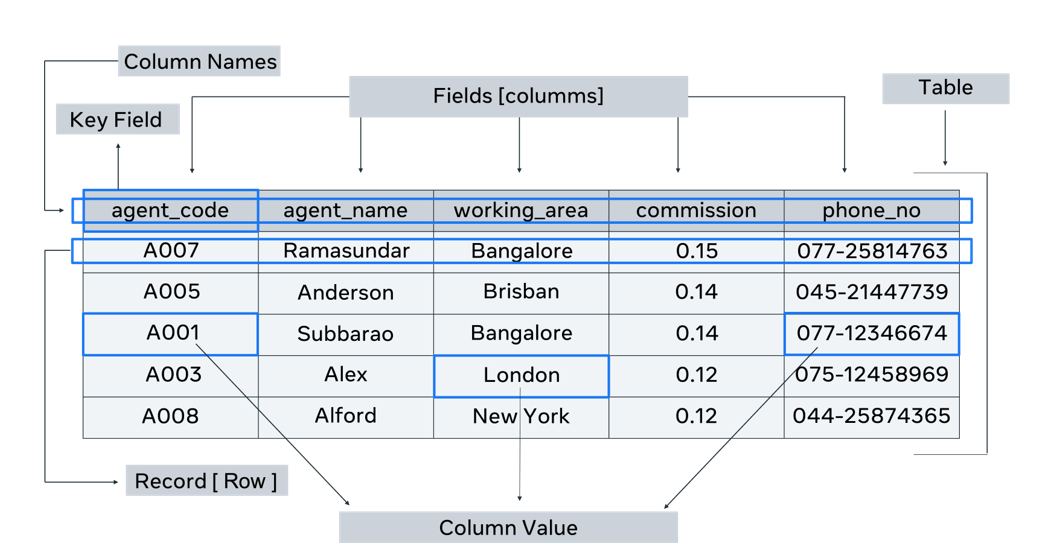 Column Names
Fields [columms]
Table
Key Field
agent_code agent_name working_area commission phone_no
A007 Ramasundar Bangalore 0.15 077-25814763
A005 Anderson Brisban 0.14 045-21447739
A001 Subbarao Bangalore 0.14 077-12346674
A003 Alex London 0.12 075-12458969
A008 Alford New York 0.12 044-25874365
Record [ Row ]
Column Value